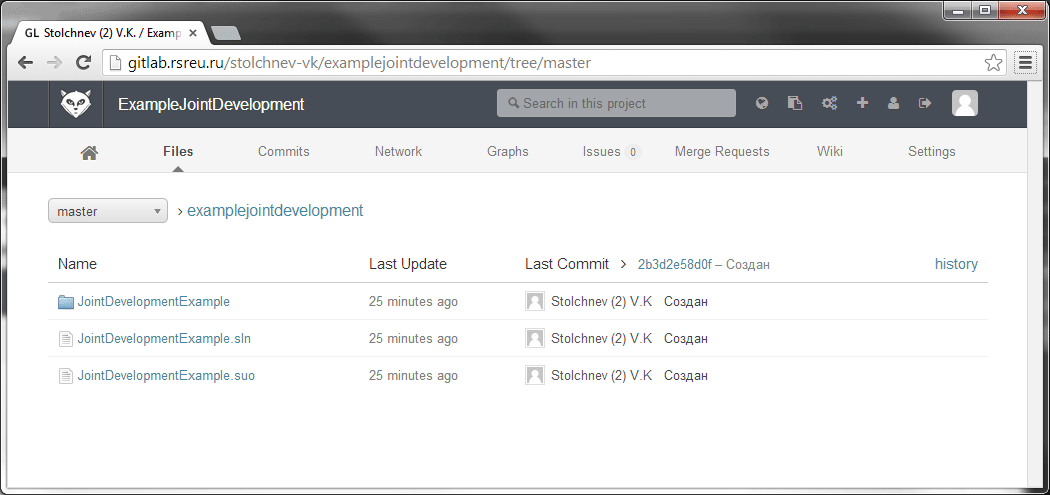 GL Stolchnev (2) V.K. / Examp
gitlab.rsreu.ru/stolchnev-vk/examplejointdevelopment/tree/master
ExampleJointDevelopment Search in this project
Files Commits Network Graphs Issues 0 Merge Requests Wiki Settings
master › examplejointdevelopment
Name Last Update Last Commit › 2b3d2e58d0f – Создан history
JointDevelopmentExample 25 minutes ago Stolchnev (2) V.K Создан
JointDevelopmentExample.sln 25 minutes ago Stolchnev (2) V.K Создан
JointDevelopmentExample.suo 25 minutes ago Stolchnev (2) V.K Создан